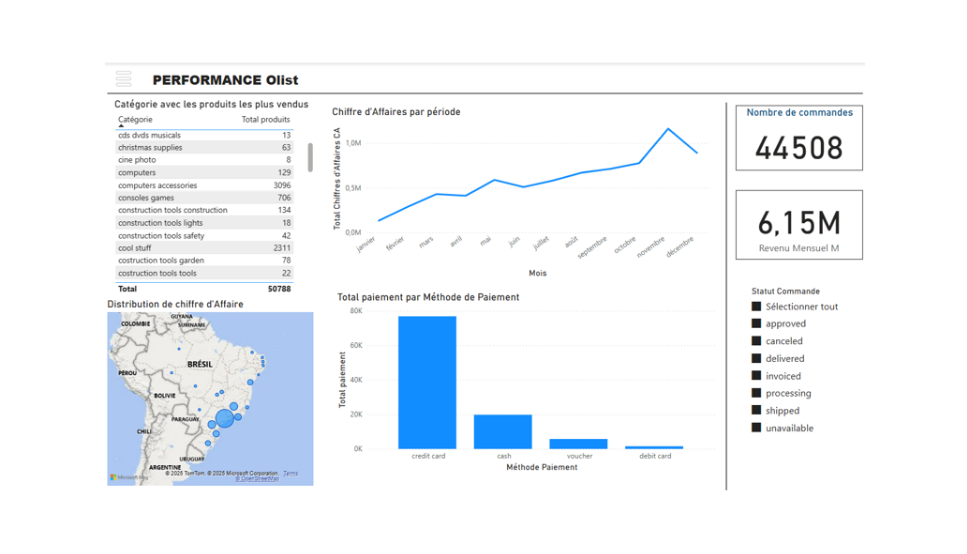 PERFORMANCE Olist
Catégorie avec les produits les plus vendus
Catégorie Total produits
cds dvds musicals 13
christmas supplies 63
cine photo 8
computers 129
computers accessories 3096
consoles games 706
construction tools construction 134
construction tools lights 18
construction tools safety 42
cool stuff 2311
costruction tools garden 78
costruction tools tools 22
Total 50788
Distribution de chiffre d'Affaire
GUYANA
COLOMBIE
SURINAME
BRÉSIL
PÉROU
BOLIVIE
PARAGUAY
CHILI
URUGUAY
ARGENTINE
© 2025 TomTom, © 2025 Microsoft Corporation, Terms
© OpenStreetMap
Chiffre d'Affaires par période
Total Chiffres d'Affaires CA
1,0M
0,5M
0,0M
janvier
février
mars
avril
mai
juin
juillet
août
septembre
octobre
novembre
décembre
Mois
Total paiement par Méthode de Paiement
Total paiement
80K
60K
40K
20K
0K
credit card
cash
voucher
debit card
Méthode Paiement
Nombre de commandes
44508
6,15M
Revenu Mensuel M
Statut Commande
Sélectionner tout
approved
canceled
delivered
invoiced
processing
shipped
unavailable